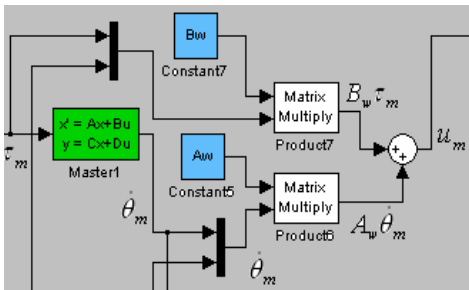 Bw
Constant7
Matrix
Multiply
Product7
B_w τ_m
x' = Ax+Bu
y = Cx+Du
Master1
τ_m
Aw
Constant5
Matrix
Multiply
Product6
A_w θ̇_m
+
+
u_m
θ̇_m
θ̇_m